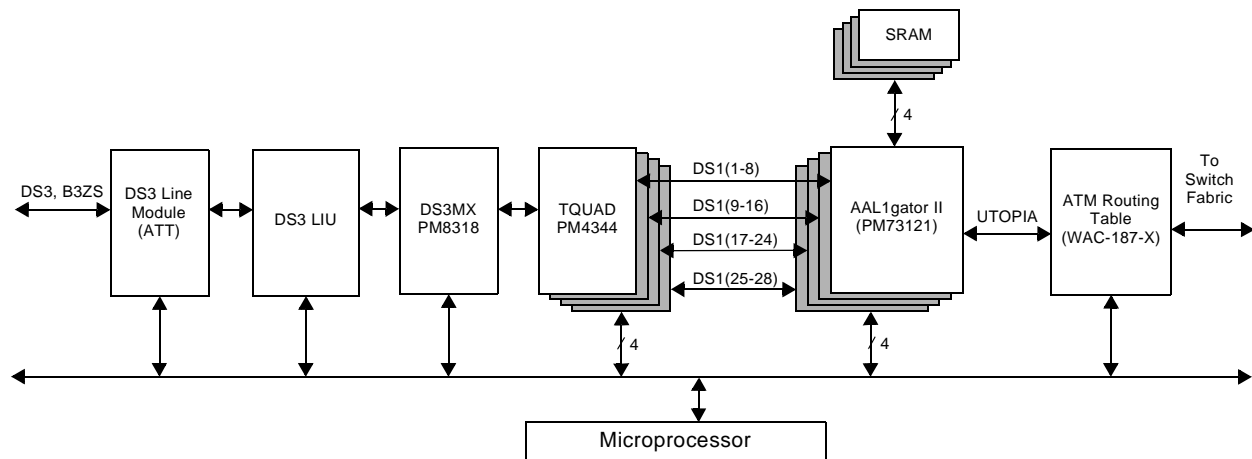 SRAM
4
DS3, B3ZS
DS3 Line
Module
(ATT)
DS3 LIU
DS3MX
PM8318
TQUAD
PM4344
DS1(1-8)
DS1(9-16)
DS1(17-24)
DS1(25-28)
AAL1gator II
(PM73121)
UTOPIA
ATM Routing
Table
(WAC-187-X)
To
Switch
Fabric
4
4
Microprocessor